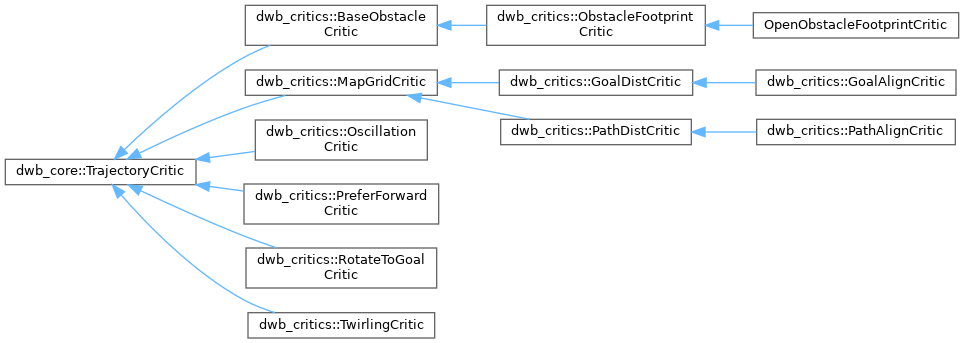 dwb_critics::BaseObstacle
Critic
dwb_critics::ObstacleFootprint
Critic
OpenObstacleFootprintCritic
dwb_critics::MapGridCritic
dwb_critics::GoalDistCritic
dwb_critics::GoalAlignCritic
dwb_critics::Oscillation
Critic
dwb_critics::PathDistCritic
dwb_critics::PathAlignCritic
dwb_core::TrajectoryCritic
dwb_critics::PreferForward
Critic
dwb_critics::RotateToGoal
Critic
dwb_critics::TwirlingCritic